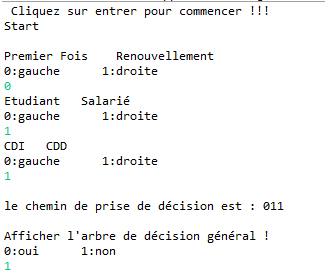 Cliquez sur entrer pour commencer !!!
Start
Premier Fois    Renouvellement
0:gauche      1:droite
0
Etudiant   Salarié
0:gauche      1:droite
1
CDI   CDD
0:gauche      1:droite
1
le chemin de prise de décision est : 011
Afficher l'arbre de décision général !
0:oui      1:non
1